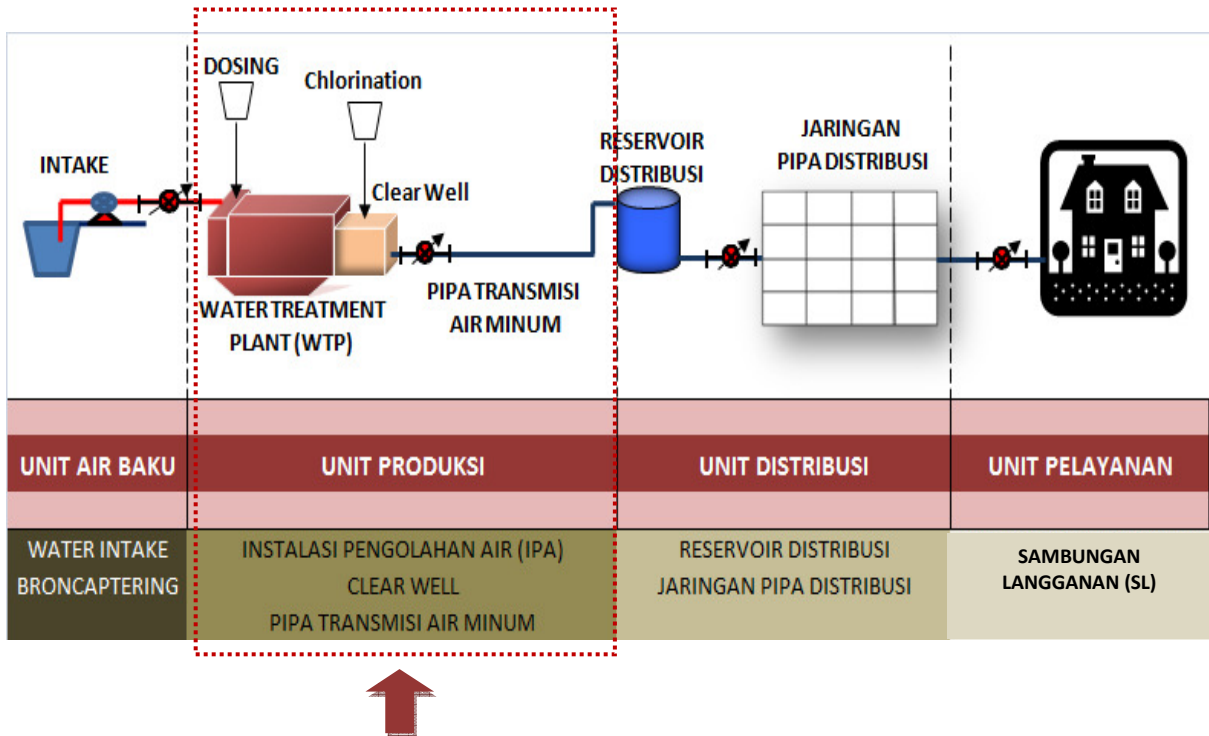 DOSING
Chlorination
INTAKE
Clear Well
WATER TREATMENT
PLANT (WTP)
PIPA TRANSMISI
AIR MINUM
RESERVOIR
DISTRIBUSI
JARINGAN
PIPA DISTRIBUSI
UNIT AIR BAKU
UNIT PRODUKSI
UNIT DISTRIBUSI
UNIT PELAYANAN
WATER INTAKE
BRONCAPTERING
INSTALASI PENGOLAHAN AIR (IPA)
CLEAR WELL
PIPA TRANSMISI AIR MINUM
RESERVOIR DISTRIBUSI
JARINGAN PIPA DISTRIBUSI
SAMBUNGAN
LANGGANAN (SL)